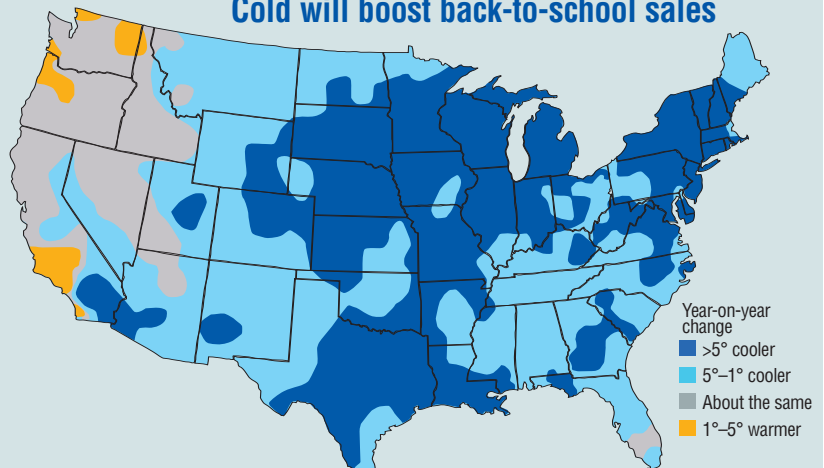 Cold will boost back-to-school sales
Year-on-year
change
>5° cooler
5°–1° cooler
About the same
1°–5° warmer